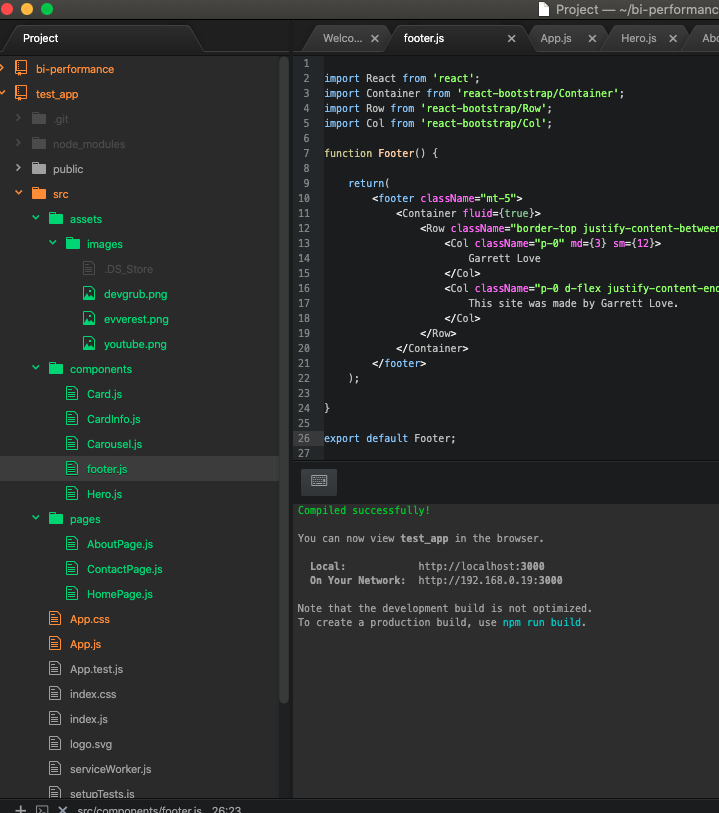 Project — ~/bi-performance
Project
Welco...
footer.js
App.js
Hero.js
bi-performance
test_app
.git
node_modules
public
src
assets
images
.DS_Store
devgrub.png
evverest.png
youtube.png
components
Card.js
CardInfo.js
Carousel.js
footer.js
Hero.js
pages
AboutPage.js
ContactPage.js
HomePage.js
App.css
App.js
App.test.js
index.css
index.js
logo.svg
serviceWorker.js
setupTests.js
1
2 import React from 'react';
3 import Container from 'react-bootstrap/Container';
4 import Row from 'react-bootstrap/Row';
5 import Col from 'react-bootstrap/Col';
6
7 function Footer() {
8
9 return(
10 <footer className="mt-5">
11 <Container fluid={true}>
12 <Row className="border-top justify-content-between
13 <Col className="p-0" md={3} sm={12}>
14 Garrett Love
15 </Col>
16 <Col className="p-0 d-flex justify-content-end
17 This site was made by Garrett Love.
18 </Col>
19 </Row>
20 </Container>
21 </footer>
22 );
23
24 }
25
26 export default Footer;
27
Compiled successfully!
You can now view test_app in the browser.
Local: http://localhost:3000
On Your Network: http://192.168.0.19:3000
Note that the development build is not optimized.
To create a production build, use npm run build.
src/components/footer.js 26:23